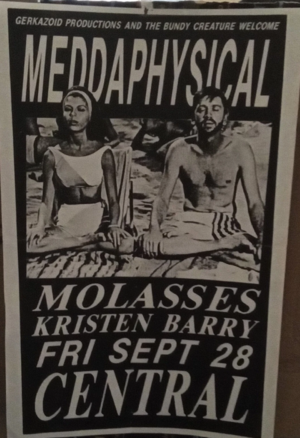 GERKAZOID PRODUCTIONS AND THE BUNDY CREATURE WELCOME
MEDDAPHYSICAL
MOLASSES
KRISTEN BARRY
FRI SEPT 28
CENTRAL